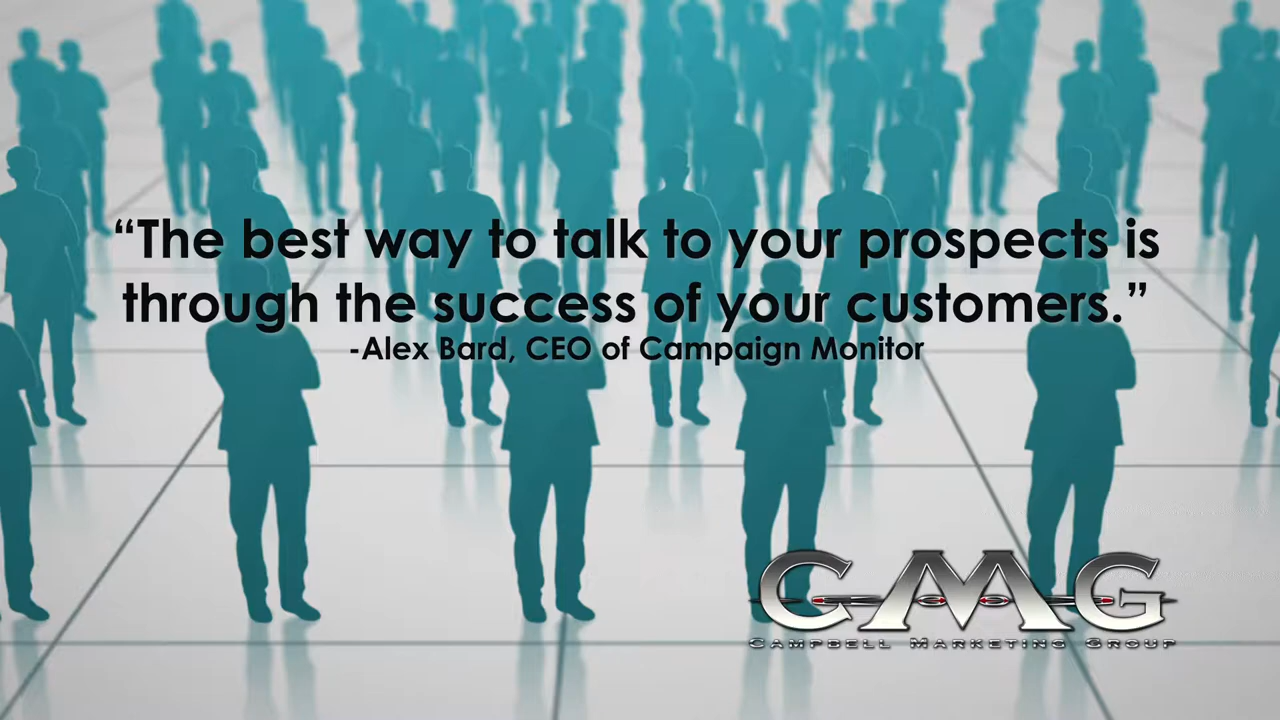 “The best way to talk to your prospects is
through the success of your customers.”
-Alex Bard, CEO of Campaign Monitor
CMG
Campbell Marketing Group